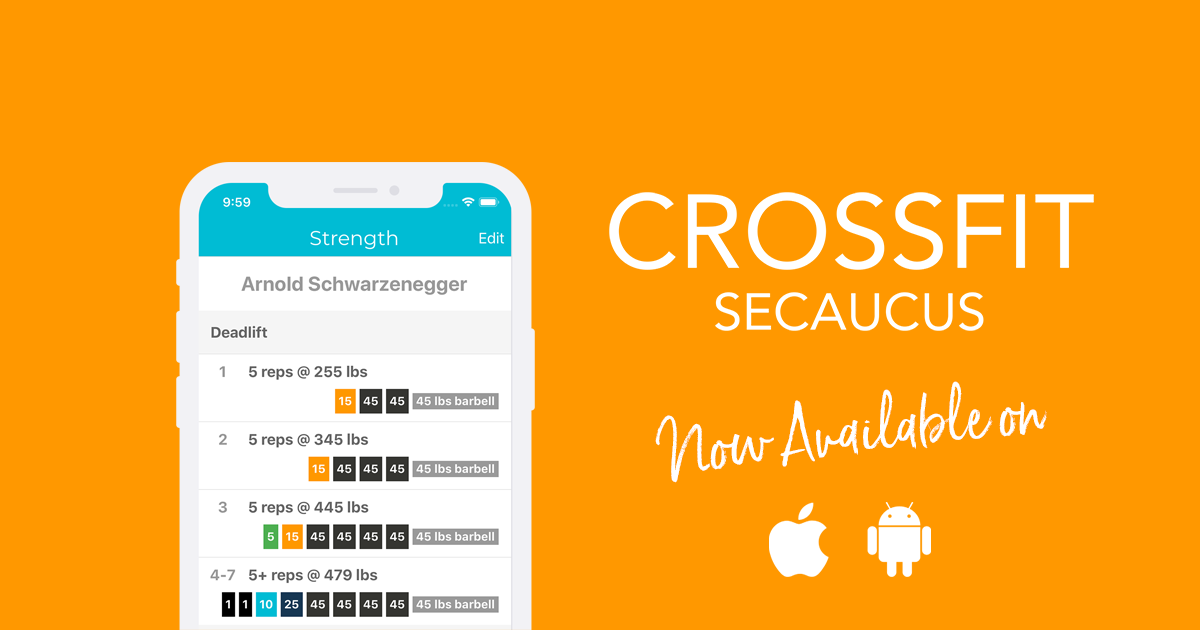 9:59
Strength
Edit
Arnold Schwarzenegger
Deadlift
1 5 reps @ 255 lbs
15 45 45 45 lbs barbell
2 5 reps @ 345 lbs
15 45 45 45 45 lbs barbell
3 5 reps @ 445 lbs
5 15 45 45 45 45 45 lbs barbell
4-7 5+ reps @ 479 lbs
1 1 10 25 45 45 45 45 45 lbs barbell
CROSSFIT
SECAUCUS
Now Available on